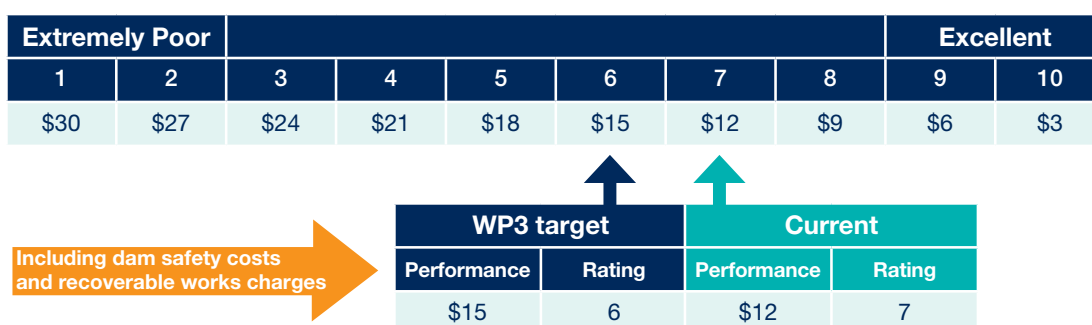 Extremely Poor Excellent
1 2 3 4 5 6 7 8 9 10
$30 $27 $24 $21 $18 $15 $12 $9 $6 $3
WP3 target Current
Including dam safety costs
and recoverable works charges
Performance Rating Performance Rating
$15 6 $12 7